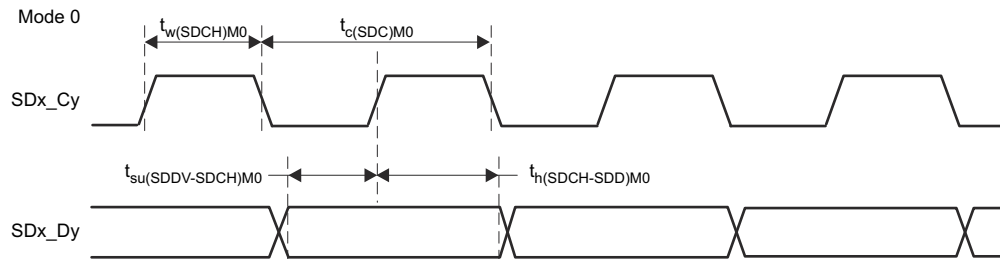 Mode 0
tw(SDCH)M0
tc(SDC)M0
SDx_Cy
tsu(SDDV-SDCH)M0
th(SDCH-SDD)M0
SDx_Dy